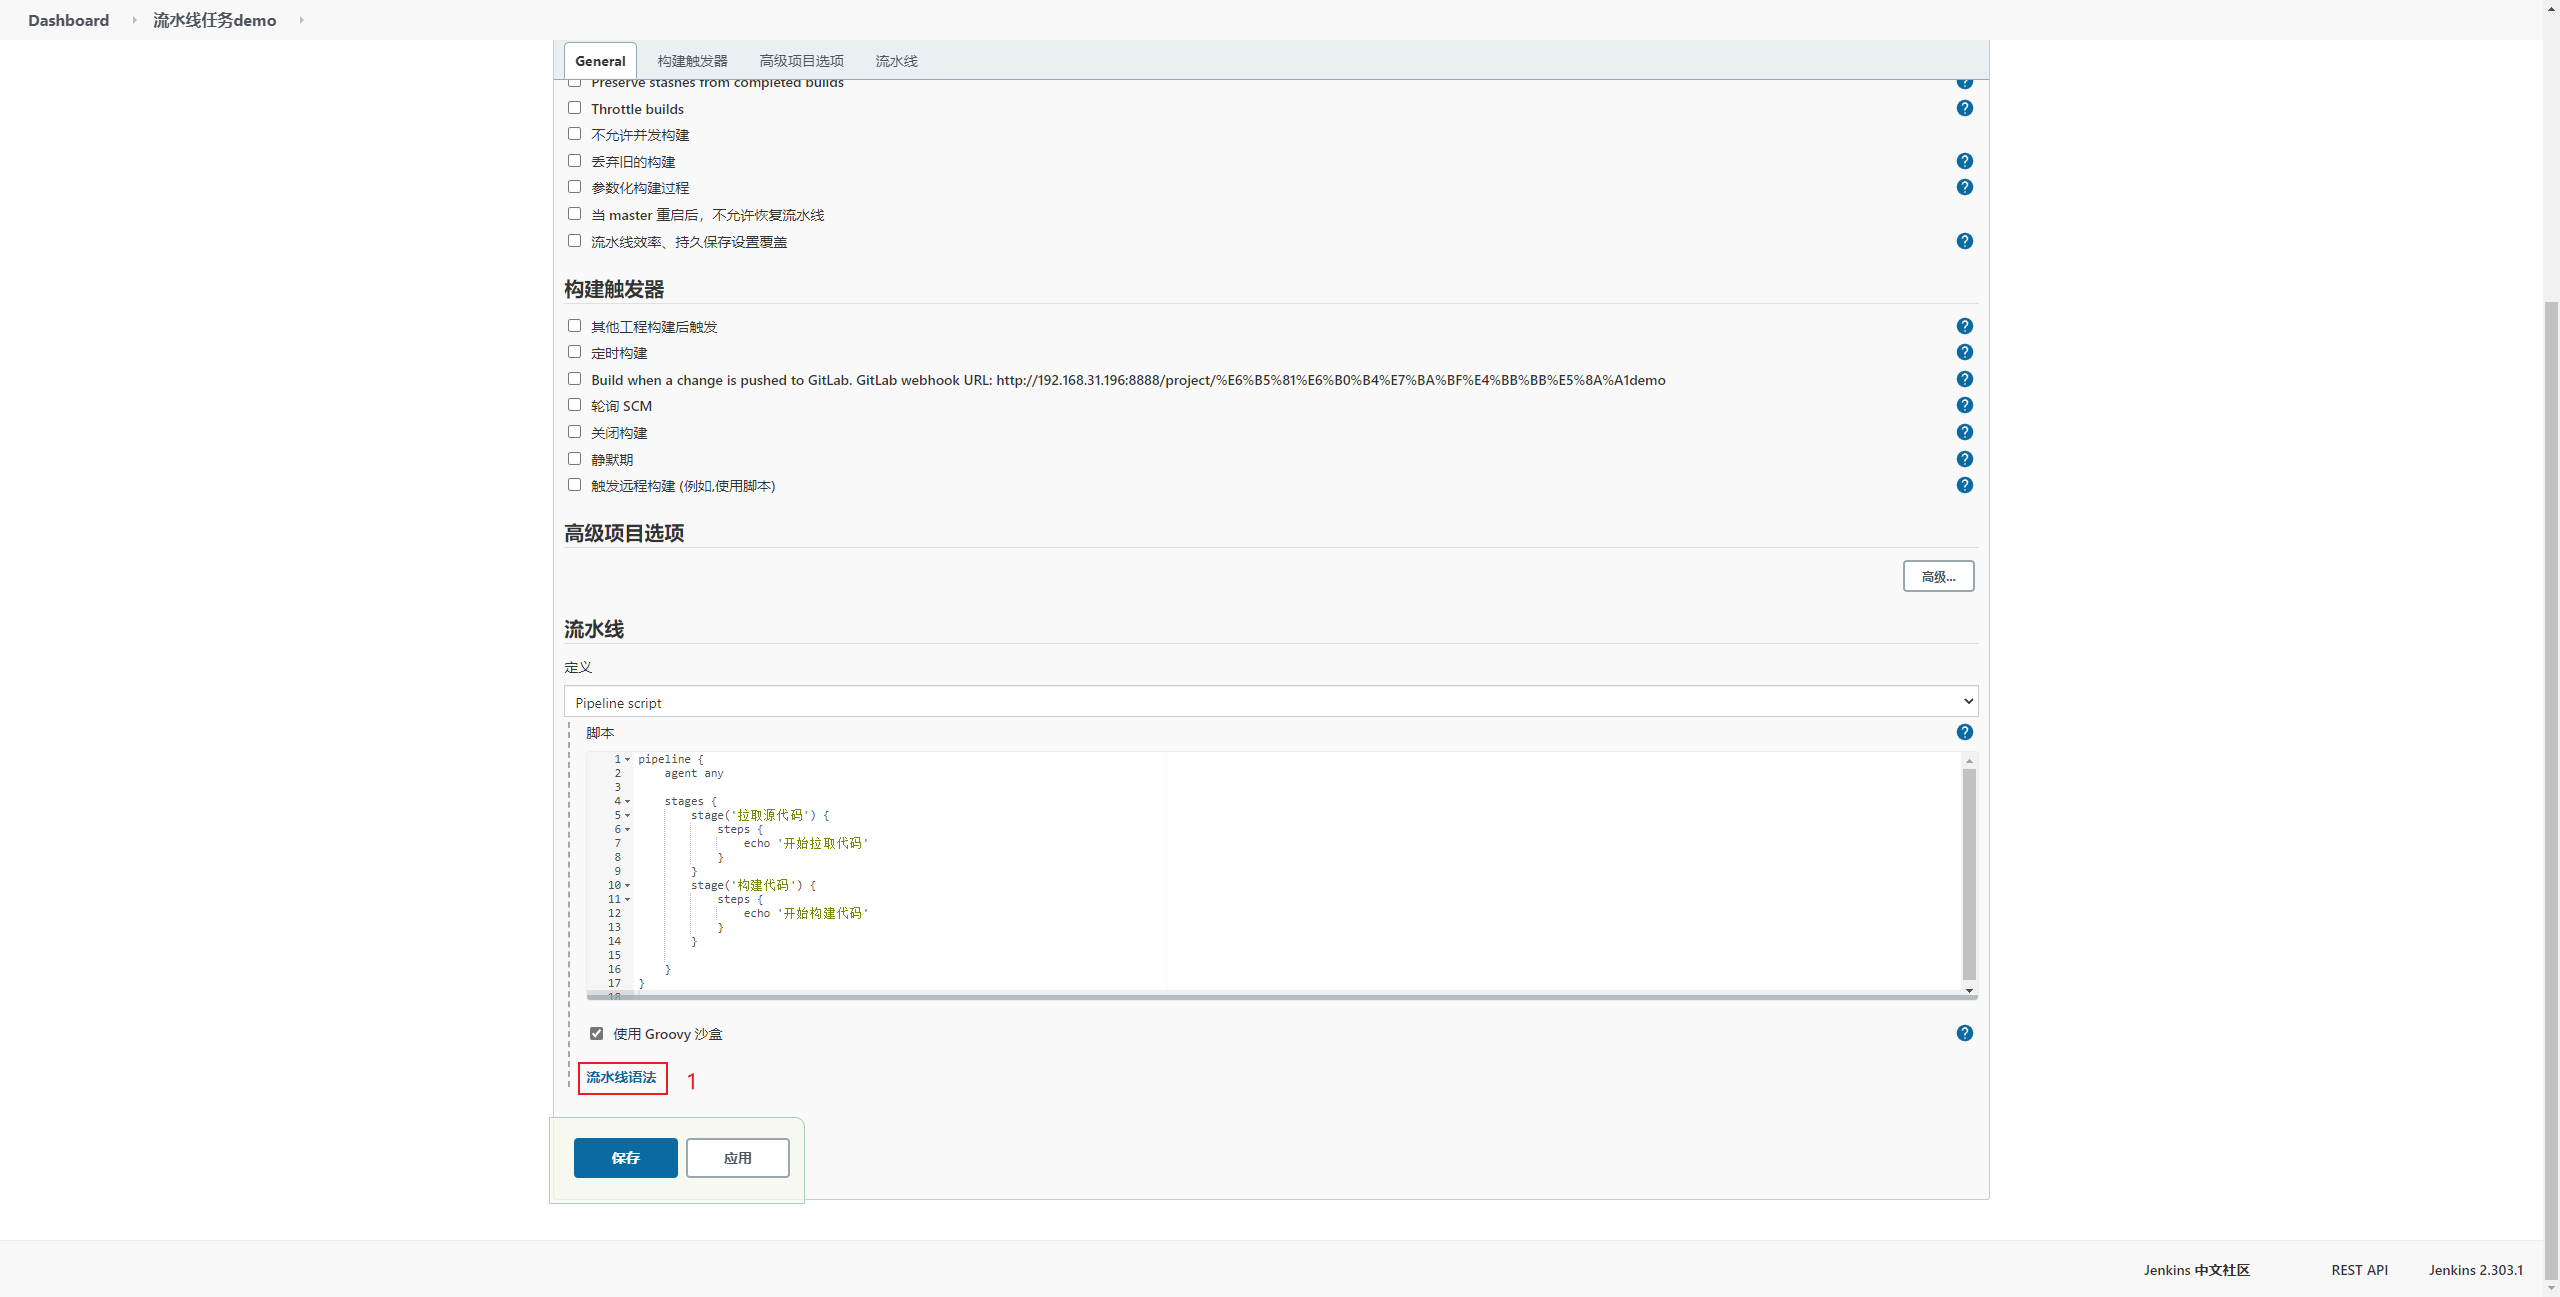 Dashboard 流水线任务demo
General 构建触发器 高级项目选项 流水线
Preserve stashes from completed builds
Throttle builds
不允许并发构建
丢弃旧的构建
参数化构建过程
当 master 重启后，不允许恢复流水线
流水线效率、持久保存设置覆盖
构建触发器
其他工程构建后触发
定时构建
Build when a change is pushed to GitLab. GitLab webhook URL: http://192.168.31.196:8888/project/%E6%B5%81%E6%B0%B4%E7%BA%BF%E4%BB%BB%E5%8A%A1demo
轮询 SCM
关闭构建
静默期
触发远程构建 (例如,使用脚本)
高级项目选项
高级...
流水线
定义
Pipeline script
脚本
1 pipeline {
2     agent any
3
4     stages {
5         stage('拉取源代码') {
6             steps {
7                 echo '开始拉取代码'
8             }
9         }
10         stage('构建代码') {
11             steps {
12                 echo '开始构建代码'
13             }
14         }
15
16     }
17 }
18
使用 Groovy 沙盒
流水线语法 1
保存 应用
Jenkins 中文社区 REST API Jenkins 2.303.1